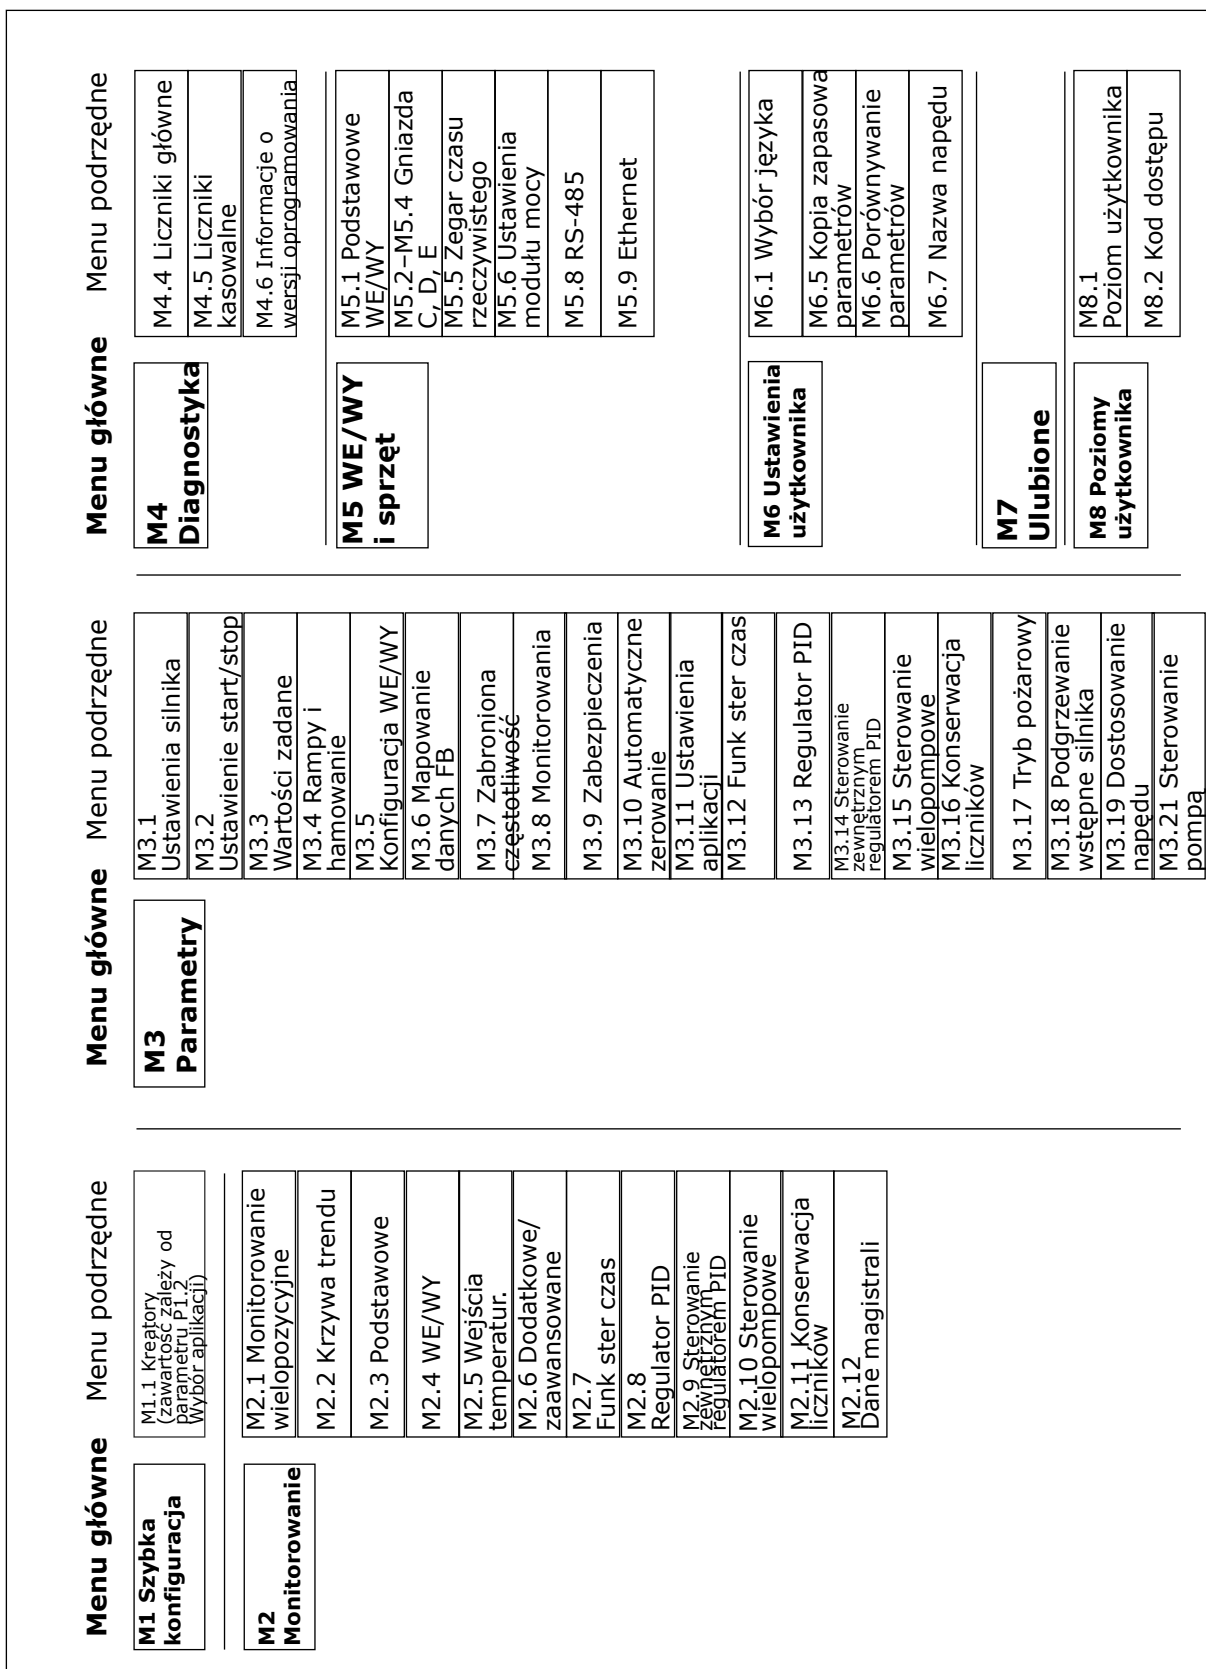 Menu główne
Menu podrzędne
M1 Szybka
konfiguracja
M1.1 Kreatory
(zawartość zależy od
parametru P1.2
Wybór aplikacji)
M2
Monitorowanie
M2.1 Monitorowanie
wielopozycyjne
M2.2 Krzywa trendu
M2.3 Podstawowe
M2.4 WE/WY
M2.5 Wejścia
temperatur.
M2.6 Dodatkowe/
zaawansowane
M2.7
Funk ster czas
M2.8
Regulator PID
M2.9 Sterowanie
zewnętrznym
regulatorem PID
M2.10 Sterowanie
wielopompowe
M2.11 Konserwacja
liczników
M2.12
Dane magistrali
Menu główne
Menu podrzędne
M3
Parametry
M3.1
Ustawienia silnika
M3.2
Ustawienie start/stop
M3.3
Wartości zadane
M3.4 Rampy i
hamowanie
M3.5
Konfiguracja WE/WY
M3.6 Mapowanie
danych FB
M3.7 Zabroniona
częstotliwość
M3.8 Monitorowania
M3.9 Zabezpieczenia
M3.10 Automatyczne
zerowanie
M3.11 Ustawienia
aplikacji
M3.12 Funk ster czas
M3.13 Regulator PID
M3.14 Sterowanie
zewnętrznym
regulatorem PID
M3.15 Sterowanie
wielopompowe
M3.16 Konserwacja
liczników
M3.17 Tryb pożarowy
M3.18 Podgrzewanie
wstępne silnika
M3.19 Dostosowanie
napędu
M3.21 Sterowanie
pompą
Menu główne
Menu podrzędne
M4
Diagnostyka
M4.4 Liczniki główne
M4.5 Liczniki
kasowalne
M4.6 Informacje o
wersji oprogramowania
M5 WE/WY
i sprzęt
M5.1 Podstawowe
WE/WY
M5.2–M5.4 Gniazda
C, D, E
M5.5 Zegar czasu
rzeczywistego
M5.6 Ustawienia
modułu mocy
M5.8 RS-485
M5.9 Ethernet
M6 Ustawienia
użytkownika
M6.1 Wybór języka
M6.5 Kopia zapasowa
parametrów
M6.6 Porównywanie
parametrów
M6.7 Nazwa napędu
M7
Ulubione
M8 Poziomy
użytkownika
M8.1
Poziom użytkownika
M8.2 Kod dostępu